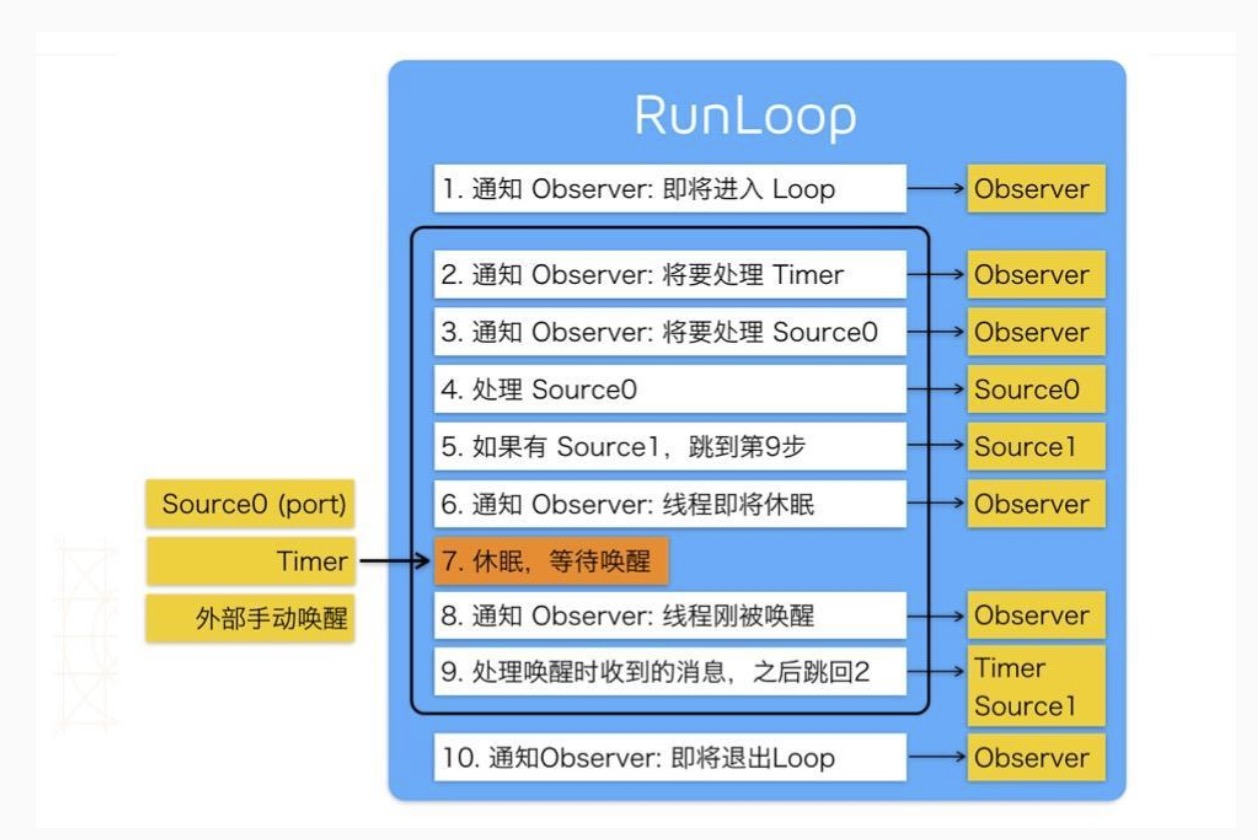 RunLoop
1. 通知 Observer: 即将进入 Loop
Observer
2. 通知 Observer: 将要处理 Timer
Observer
3. 通知 Observer: 将要处理 Source0
Observer
4. 处理 Source0
Source0
5. 如果有 Source1，跳到第9步
Source1
Source0 (port)
6. 通知 Observer: 线程即将休眠
Observer
Timer
7. 休眠，等待唤醒
外部手动唤醒
8. 通知 Observer: 线程刚被唤醒
Observer
9. 处理唤醒时收到的消息，之后跳回2
Timer
Source1
10. 通知Observer: 即将退出Loop
Observer